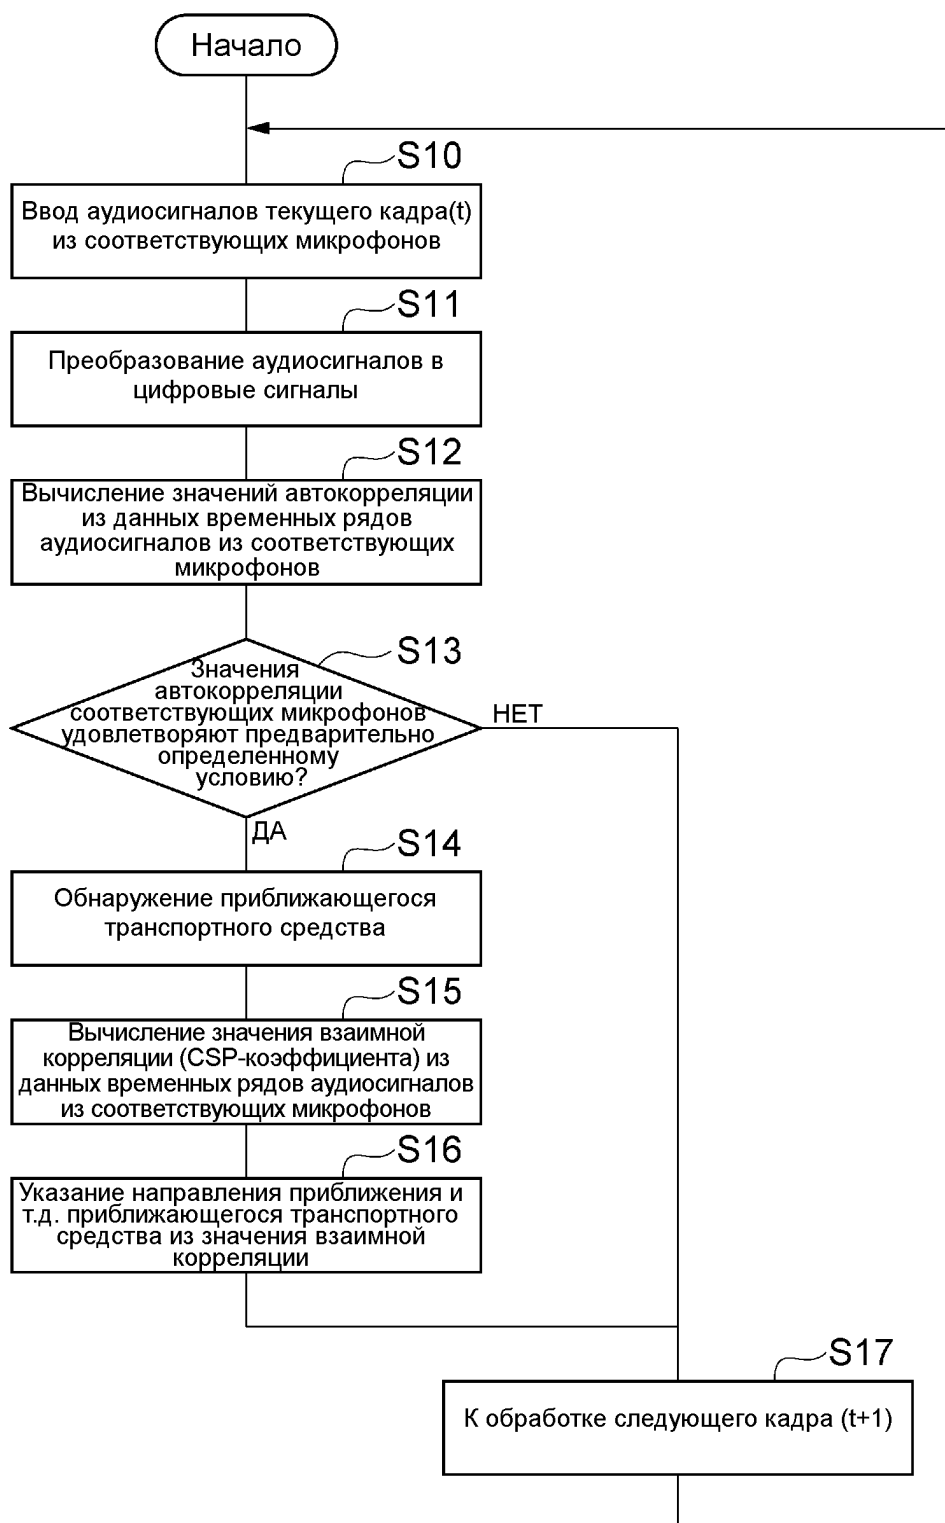 Начало
S10
Ввод аудиосигналов текущего кадра(t)
из соответствующих микрофонов
S11
Преобразование аудиосигналов в
цифровые сигналы
S12
Вычисление значений автокорреляции
из данных временных рядов
аудиосигналов из соответствующих
микрофонов
S13
Значения
автокорреляции
соответствующих микрофонов
удовлетворяют предварительно
определенному
условию?
НЕТ
ДА
S14
Обнаружение приближающегося
транспортного средства
S15
Вычисление значения взаимной
корреляции (CSP-коэффициента) из
данных временных рядов аудиосигналов
из соответствующих микрофонов
S16
Указание направления приближения и
т.д. приближающегося транспортного
средства из значения взаимной
корреляции
S17
К обработке следующего кадра (t+1)